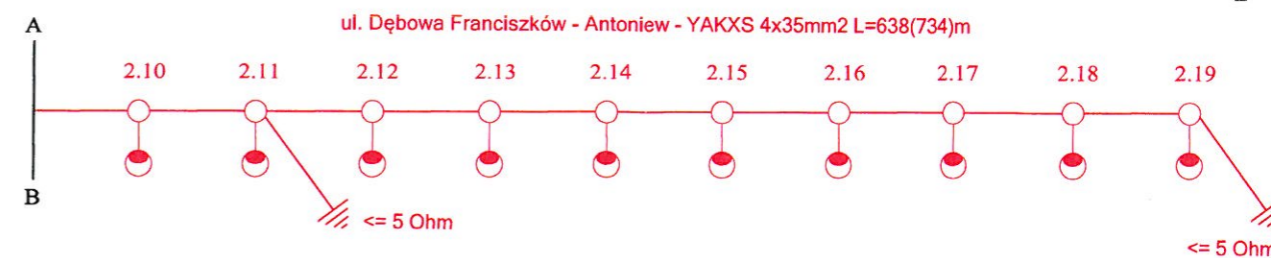 A
ul. Dębowa Franciszków - Antoniew - YAKXS 4x35mm2 L=638(734)m
2.10 2.11 2.12 2.13 2.14 2.15 2.16 2.17 2.18 2.19
B
<= 5 Ohm
<= 5 Ohm